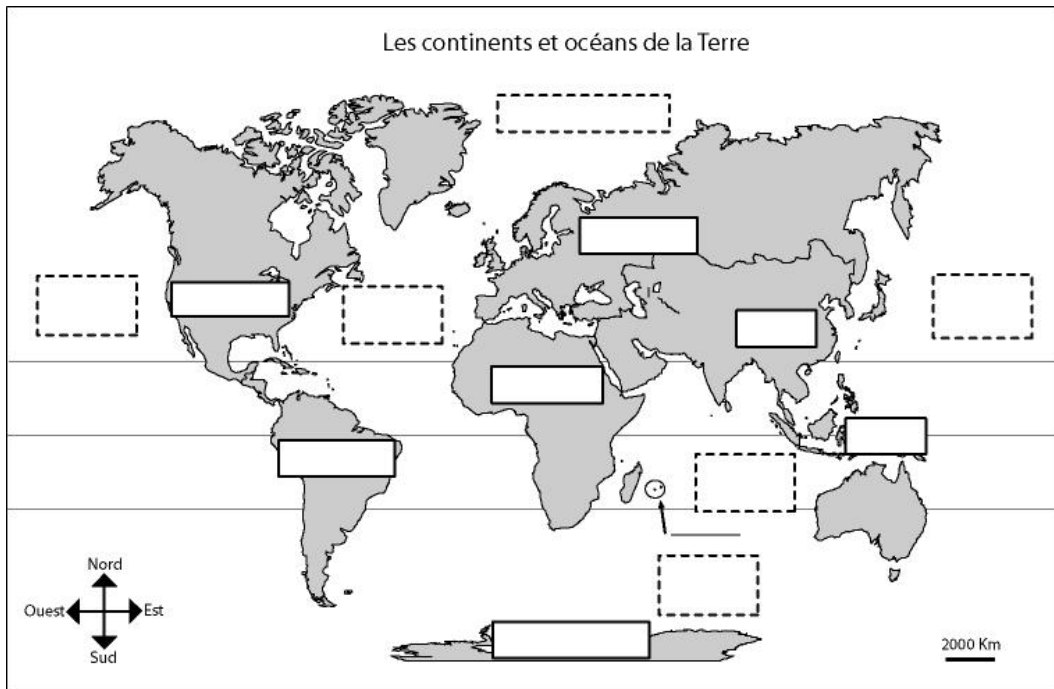 Les continents et océans de la Terre
Nord
Ouest
Est
Sud
2000 Km